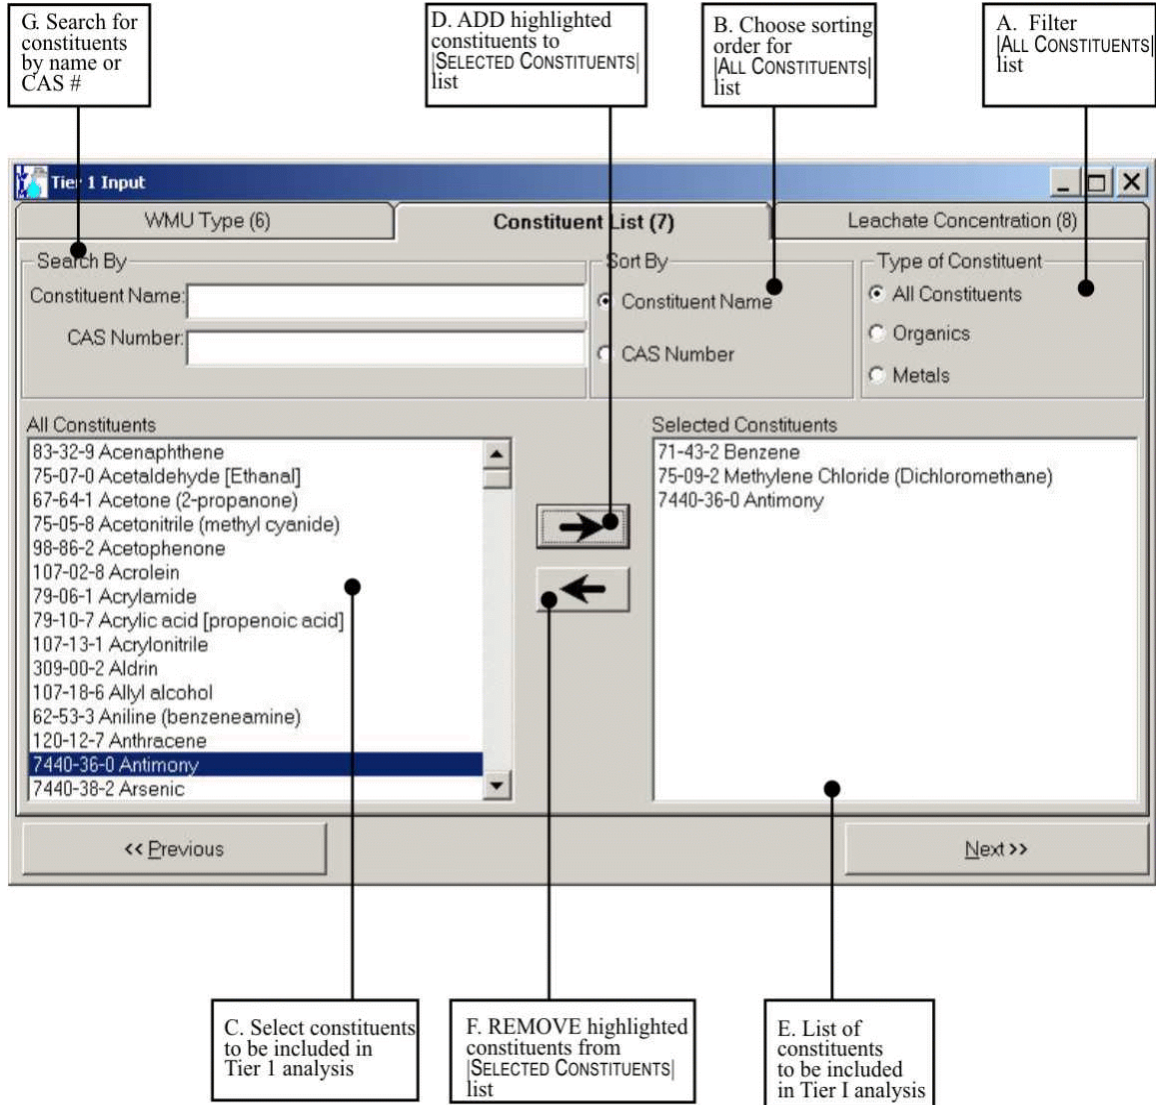 G. Search for
constituents
by name or
CAS #
D. ADD highlighted
constituents to
|SELECTED CONSTITUENTS|
list
B. Choose sorting
order for
|ALL CONSTITUENTS|
list
A. Filter
|ALL CONSTITUENTS|
list
Tier 1 Input
WMU Type (6)
Constituent List (7)
Leachate Concentration (8)
Search By
Constituent Name:
CAS Number:
Sort By
Constituent Name
CAS Number
Type of Constituent
All Constituents
Organics
Metals
All Constituents
83-32-9 Acenaphthene
75-07-0 Acetaldehyde [Ethanal]
67-64-1 Acetone (2-propanone)
75-05-8 Acetonitrile (methyl cyanide)
98-86-2 Acetophenone
107-02-8 Acrolein
79-06-1 Acrylamide
79-10-7 Acrylic acid [propenoic acid]
107-13-1 Acrylonitrile
309-00-2 Aldrin
107-18-6 Allyl alcohol
62-53-3 Aniline (benzeneamine)
120-12-7 Anthracene
7440-36-0 Antimony
7440-38-2 Arsenic
Selected Constituents
71-43-2 Benzene
75-09-2 Methylene Chloride (Dichloromethane)
7440-36-0 Antimony
<< Previous
Next >>
C. Select constituents
to be included in
Tier 1 analysis
F. REMOVE highlighted
constituents from
|SELECTED CONSTITUENTS|
list
E. List of
constituents
to be included
in Tier I analysis